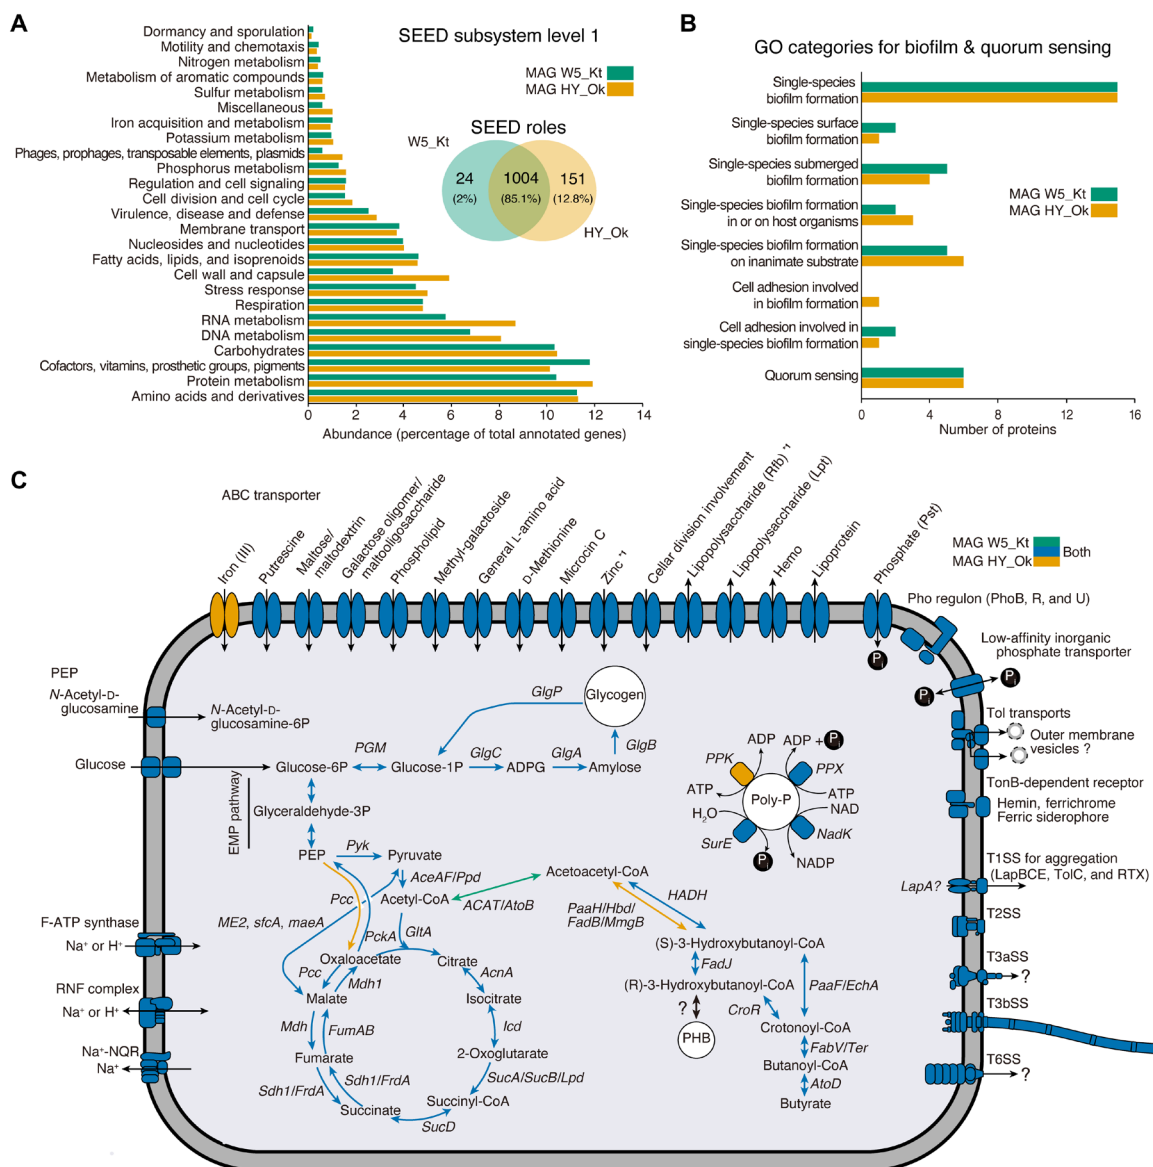 A
SEED subsystem level 1
Dormancy and sporulation
Motility and chemotaxis
Nitrogen metabolism
Metabolism of aromatic compounds
Sulfur metabolism
Miscellaneous
Iron acquisition and metabolism
Potassium metabolism
Phages, prophages, transposable elements, plasmids
Phosphorus metabolism
Regulation and cell signaling
Cell division and cell cycle
Virulence, disease and defense
Membrane transport
Nucleosides and nucleotides
Fatty acids, lipids, and isoprenoids
Cell wall and capsule
Stress response
Respiration
RNA metabolism
DNA metabolism
Carbohydrates
Cofactors, vitamins, prosthetic groups, pigments
Protein metabolism
Amino acids and derivatives
0 2 4 6 8 10 12 14
Abundance (percentage of total annotated genes)
MAG W5_Kt
MAG HY_Ok
SEED roles
W5_Kt
24 1004 151
(2%) (85.1%) (12.8%)
HY_Ok
B
GO categories for biofilm & quorum sensing
Single-species
biofilm formation
Single-species surface
biofilm formation
Single-species submerged
biofilm formation
Single-species biofilm formation
in or on host organisms
Single-species biofilm formation
on inanimate substrate
Cell adhesion involved
in biofilm formation
Cell adhesion involved in
single-species biofilm formation
Quorum sensing
MAG W5_Kt
MAG HY_Ok
0 4 8 12 16
Number of proteins
C
ABC transporter
Iron (III)
Putrescine
Maltose/
maltodextrin
Galactose oligomer/
maltooligosaccharide
Phospholipid
Methyl-galactoside
General L-amino acid
D-Methionine
Microcin C
Zinc *1
Cellar division involvement
Lipopolysaccharide (Rfb) *1
Lipopolysaccharide (Lpt)
Hemo
Lipoprotein
Phosphate (Pst)
MAG W5_Kt
Both
MAG HY_Ok
Pho regulon (PhoB, R, and U)
Pi
Low-affinity inorganic
phosphate transporter
Pi
Pi
PEP
N-Acetyl-D-
glucosamine
N-Acetyl-D-
glucosamine-6P
Glucose
Glucose-6P
PGM
Glucose-1P
GlgC
ADPG
GlgA
Amylose
GlgB
GlgP
Glycogen
EMP pathway
Glyceraldehyde-3P
PEP
Pyk
Pyruvate
AceAF/Ppd
Acetyl-CoA
ACAT/AtoB
Acetoacetyl-CoA
Pcc
ME2, sfcA, maeA
PckA
GltA
Oxaloacetate
Citrate
Pcc
Mdh1
AcnA
Malate
Isocitrate
Mdh
FumAB
Icd
Fumarate
2-Oxoglutarate
Sdh1/FrdA
Sdh1/FrdA
SucA/SucB/Lpd
Succinate
Succinyl-CoA
SucD
HADH
PaaH/Hbd/
FadB/MmgB
(S)-3-Hydroxybutanoyl-CoA
FadJ
(R)-3-Hydroxybutanoyl-CoA
PaaF/EchA
?
PHB
CroR
Crotonoyl-CoA
FabV/Ter
Butanoyl-CoA
AtoD
Butyrate
ADP
ADP + Pi
PPK
PPX
ATP
Poly-P
ATP
H2O
NAD
SurE
NadK
Pi
NADP
F-ATP synthase
Na+ or H+
RNF complex
Na+ or H+
Na+-NQR
Na+
Tol transports
Outer membrane
vesicles ?
TonB-dependent receptor
Hemin, ferrichrome
Ferric siderophore
T1SS for aggregation
(LapBCE, TolC, and RTX)
LapA?
T2SS
T3aSS
?
T3bSS
T6SS
?